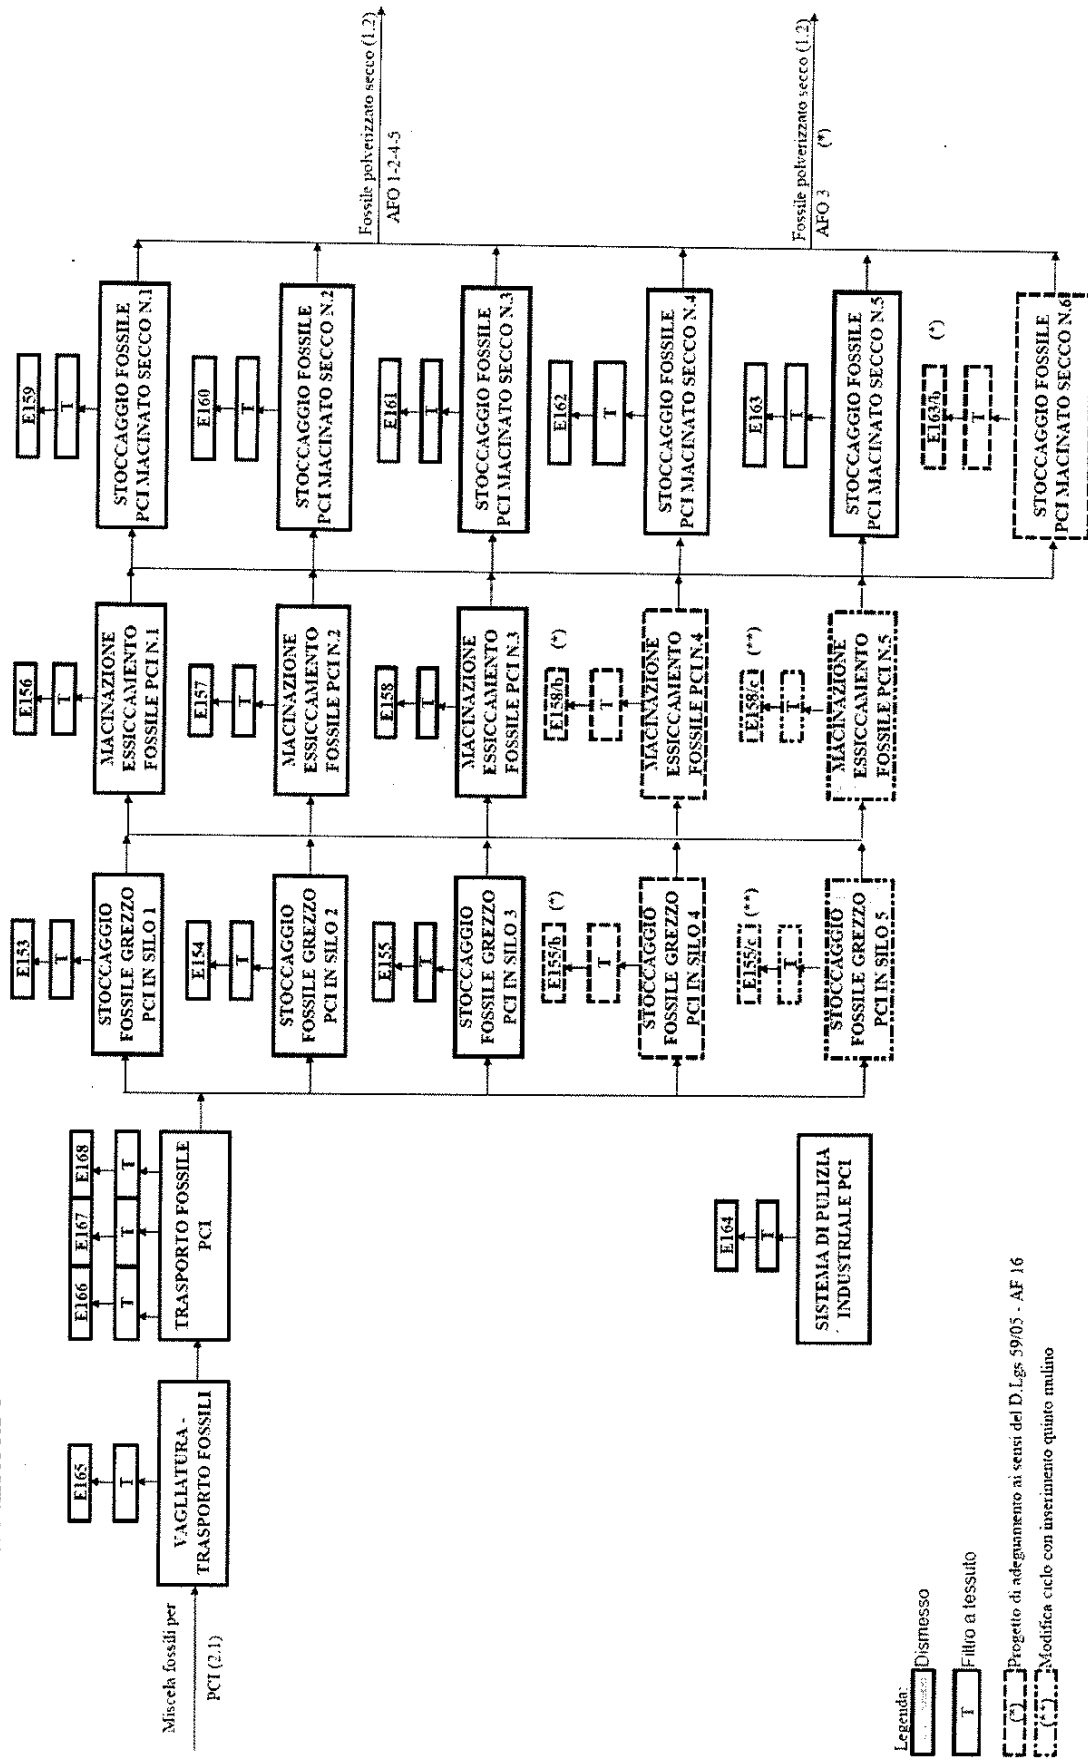 Miscela fossili per
PCI (2.1)
E165
T
VAGLIATURA -
TRASPORTO FOSSILI
E166
E167
E168
T
T
T
TRASPORTO FOSSILE
PCI
E153
T
STOCCAGGIO
FOSSILE GREZZO
PCI IN SILO 1
E154
T
STOCCAGGIO
FOSSILE GREZZO
PCI IN SILO 2
E155
T
STOCCAGGIO
FOSSILE GREZZO
PCI IN SILO 3
E155/b
(*)
T
STOCCAGGIO
FOSSILE GREZZO
PCI IN SILO 4
E155/c
(**)
T
STOCCAGGIO
FOSSILE GREZZO
PCI IN SILO 5
E156
T
MACINAZIONE
ESSICCAMENTO
FOSSILE PCI N.1
E157
T
MACINAZIONE
ESSICCAMENTO
FOSSILE PCI N.2
E158
T
MACINAZIONE
ESSICCAMENTO
FOSSILE PCI N.3
E158/b
(*)
T
MACINAZIONE
ESSICCAMENTO
FOSSILE PCI N.4
E158/c
(**)
T
MACINAZIONE
ESSICCAMENTO
FOSSILE PCI N.5
E159
T
STOCCAGGIO FOSSILE
PCI MACINATO SECCO N.1
E160
T
STOCCAGGIO FOSSILE
PCI MACINATO SECCO N.2
E161
T
STOCCAGGIO FOSSILE
PCI MACINATO SECCO N.3
E162
T
STOCCAGGIO FOSSILE
PCI MACINATO SECCO N.4
E163
T
STOCCAGGIO FOSSILE
PCI MACINATO SECCO N.5
E163/b
(*)
T
STOCCAGGIO FOSSILE
PCI MACINATO SECCO N.6
Fossile polverizzato secco (1.2)
AFO 1-2-4-5
Fossile polverizzato secco (1.2)
AFO 3 (*)
E164
T
SISTEMA DI PULIZIA
INDUSTRIALE PCI
Legenda:
Dismesso
T Filtro a tessuto
(*) Progetto di adeguamento ai sensi del D.Lgs 59/05 - AF 16
(**) Modifica ciclo con inserimento quinto mulino